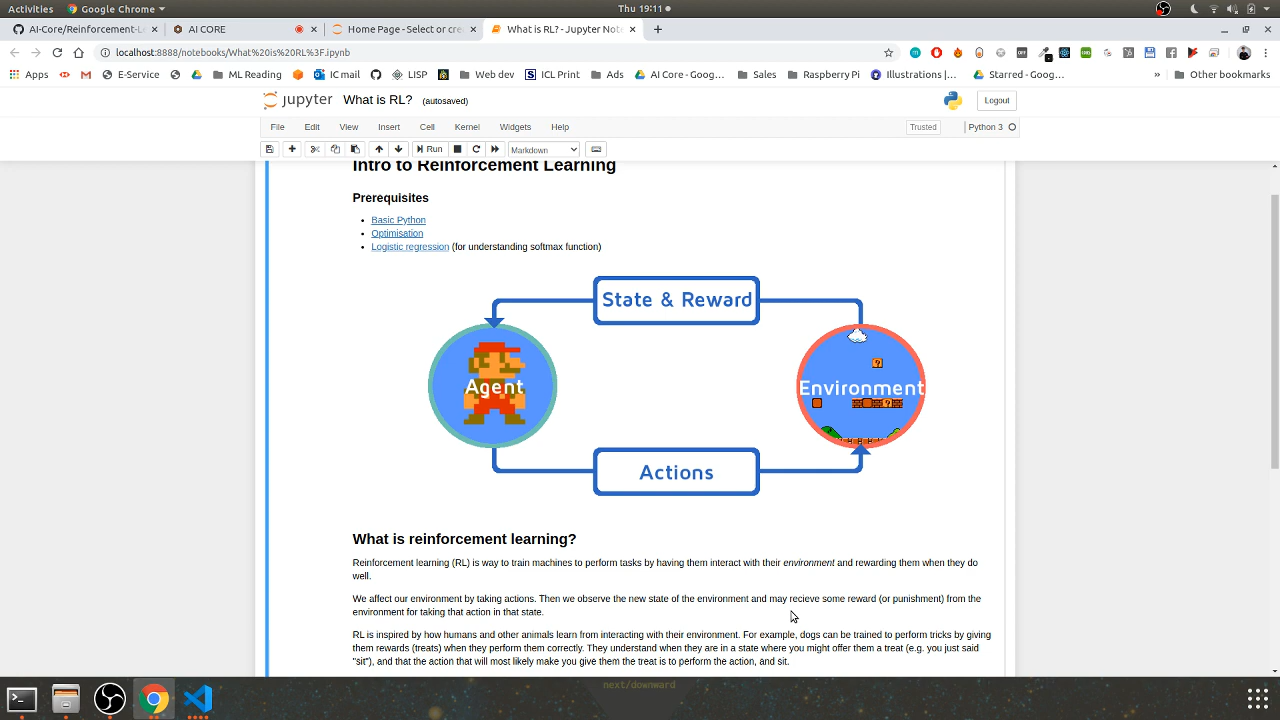 Activities
Google Chrome
Thu 19:11
AI-Core/Reinforcement-Le
AI CORE
Home Page - Select or cre
What is RL? - Jupyter Note
localhost:8888/notebooks/What%20is%20RL%3F.ipynb
Apps
E-Service
ML Reading
IC mail
LISP
Web dev
ICL Print
Ads
AI Core - Goog…
Sales
Raspberry Pi
Illustrations |…
Starred - Goog…
»
Other bookmarks
jupyter What is RL? (autosaved)
Logout
File Edit View Insert Cell Kernel Widgets Help
Trusted
Python 3
Run
Markdown
Intro to Reinforcement Learning
Prerequisites
• Basic Python
• Optimisation
• Logistic regression (for understanding softmax function)
State & Reward
Agent
Environment
Actions
What is reinforcement learning?
Reinforcement learning (RL) is way to train machines to perform tasks by having them interact with their environment and rewarding them when they do
well.
We affect our environment by taking actions. Then we observe the new state of the environment and may recieve some reward (or punishment) from the
environment for taking that action in that state.
RL is inspired by how humans and other animals learn from interacting with their environment. For example, dogs can be trained to perform tricks by giving
them rewards (treats) when they perform them correctly. They understand when they are in a state where you might offer them a treat (e.g. you just said
"sit"), and that the action that will most likely make you give them the treat is to perform the action, and sit.
next/downward